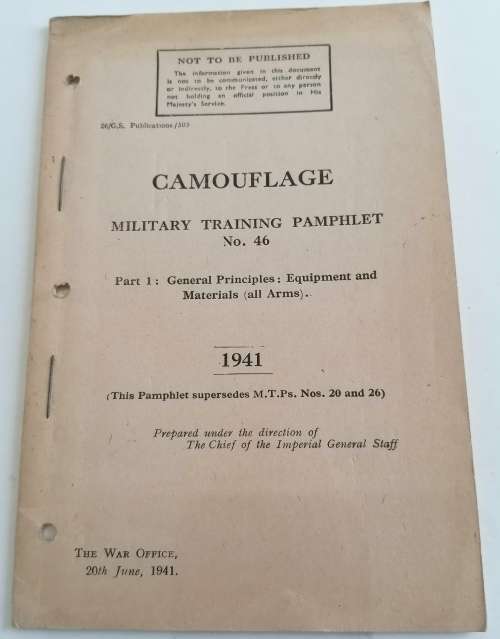 NOT TO BE PUBLISHED
The information given in this document
is not to be communicated, either directly
or indirectly, to the Press or to any person
not holding an official position in His
Majesty's Service.
26/G.S. Publications/503
CAMOUFLAGE
MILITARY TRAINING PAMPHLET
No. 46
Part 1: General Principles: Equipment and
Materials (all Arms).
1941
(This Pamphlet supersedes M.T.Ps. Nos. 20 and 26)
Prepared under the direction of
The Chief of the Imperial General Staff
THE WAR OFFICE,
20th June, 1941.